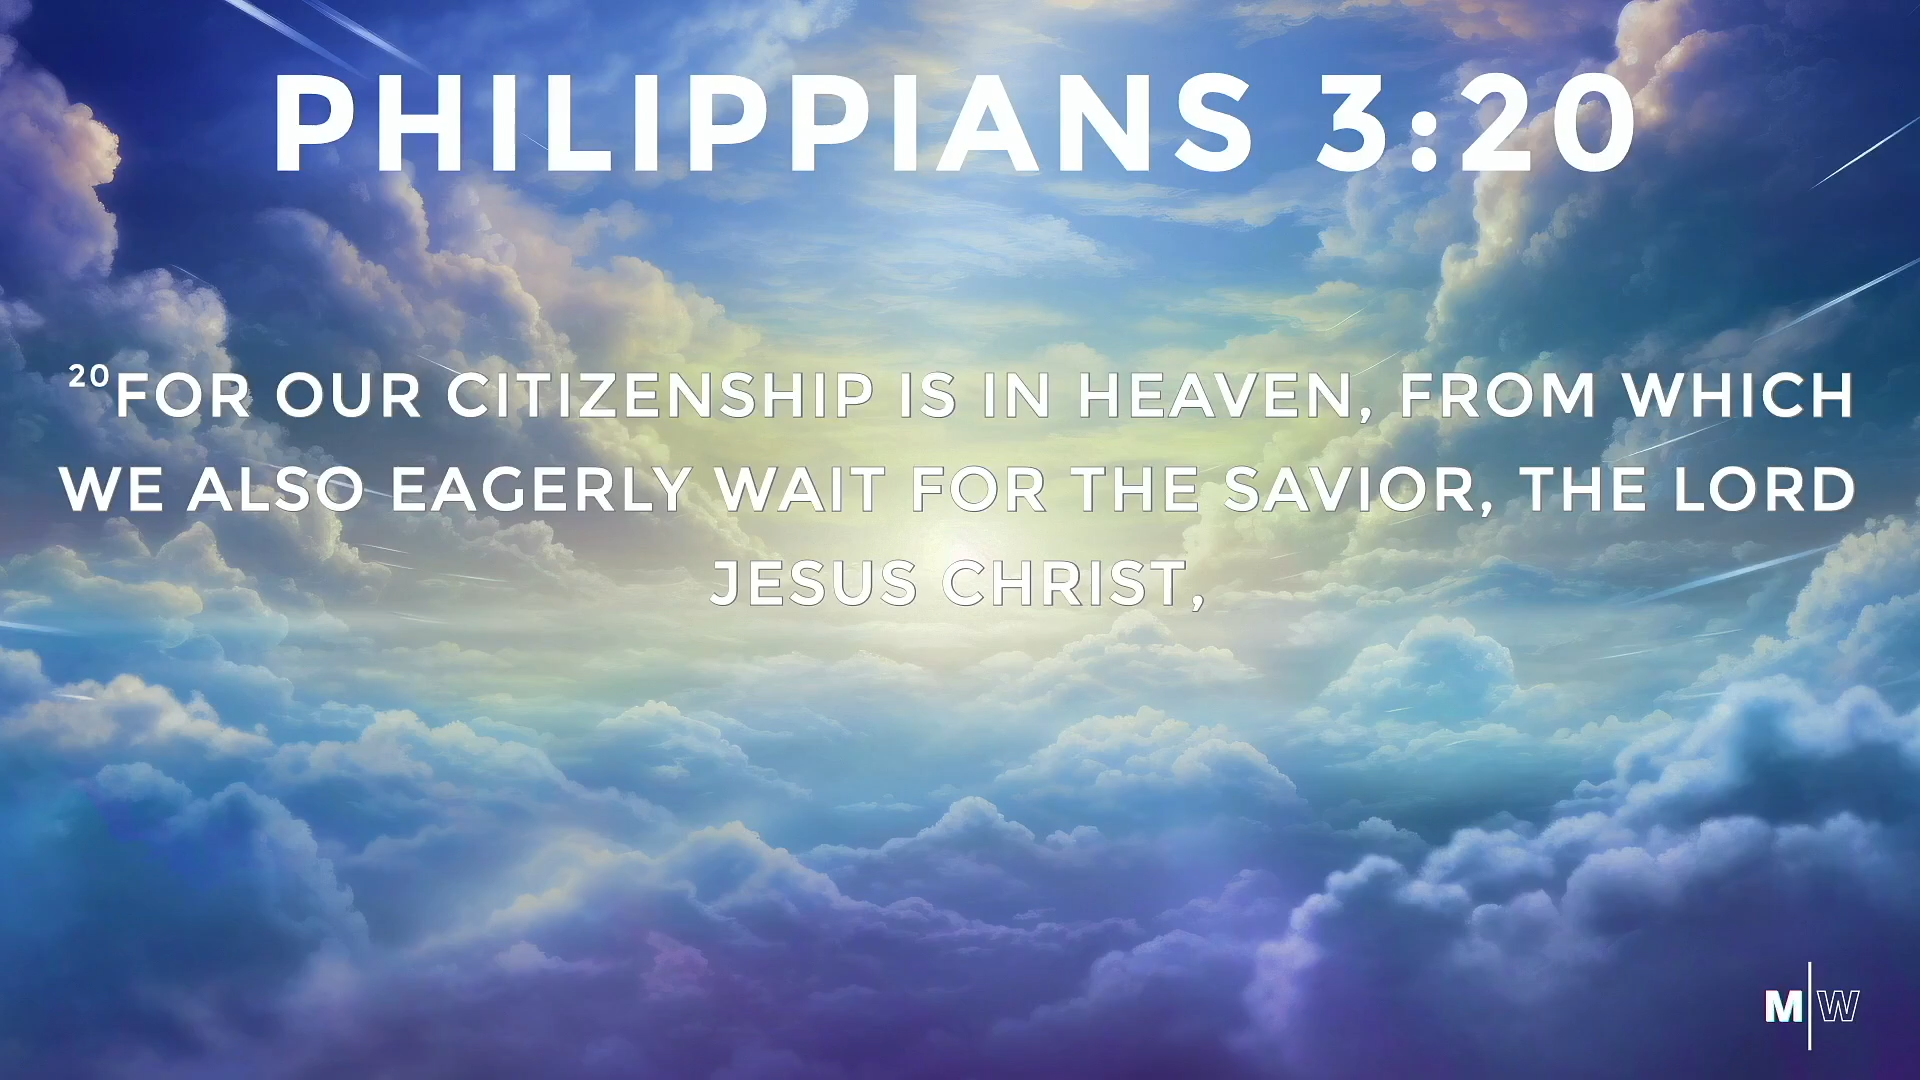 PHILIPPIANS 3:20
²⁰FOR OUR CITIZENSHIP IS IN HEAVEN, FROM WHICH
WE ALSO EAGERLY WAIT FOR THE SAVIOR, THE LORD
JESUS CHRIST,
M|W